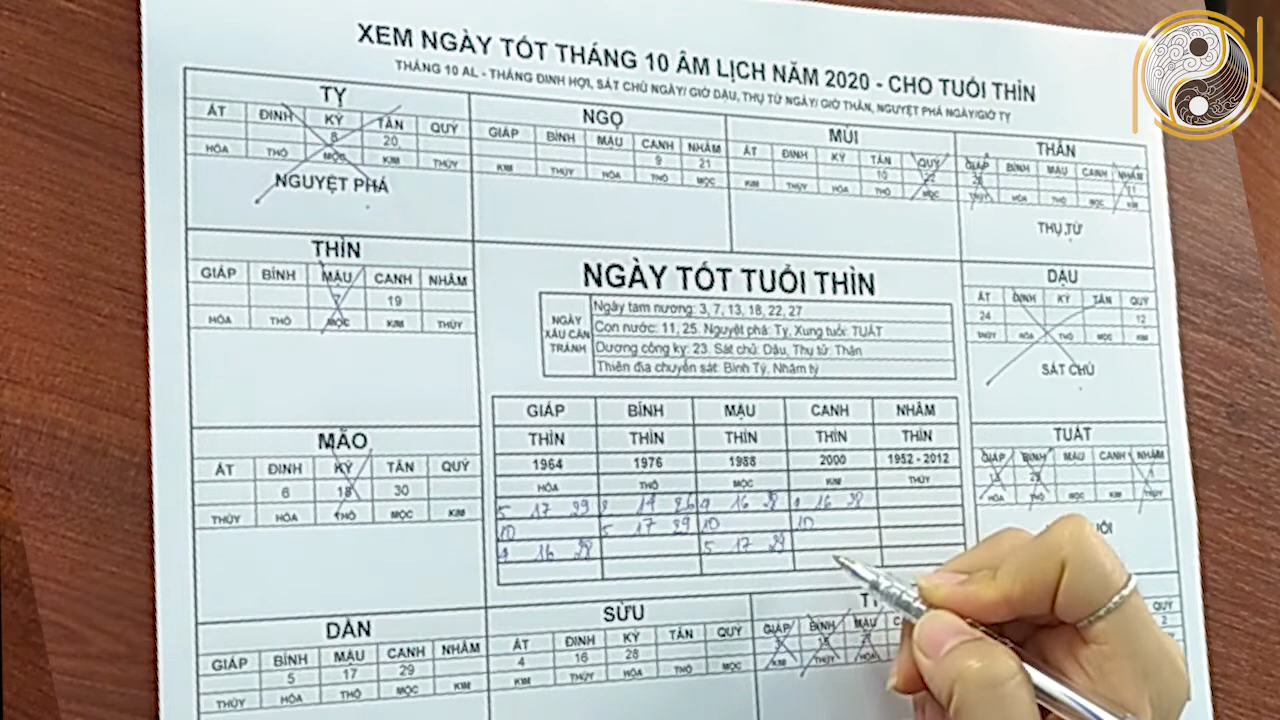 XEM NGÀY TỐT THÁNG 10 ÂM LỊCH NĂM 2020 - CHO TUỔI THÌN
THÁNG 10 AL - THÁNG ĐINH HỢI, SÁT CHỦ NGÀY/ GIỜ DẬU, THỤ TỬ NGÀY/ GIỜ THÂN, NGUYỆT PHÁ NGÀY/GIỜ TỴ
TỴ
ẤT ĐINH KỶ TÂN QUÝ
8 20
HỎA THỔ MỘC KIM THỦY
NGUYỆT PHÁ
NGỌ
GIÁP BÍNH MẬU CANH NHÂM
9 21
KIM THỦY HỎA THỔ MỘC
MÙI
ẤT ĐINH KỶ TÂN QUÝ
10 22
KIM THỦY HỎA THỔ MỘC
THÂN
GIÁP BÍNH MẬU CANH NHÂM
23 11
THỦY HỎA THỔ MỘC KIM
THỤ TỬ
THÌN
GIÁP BÍNH MẬU CANH NHÂM
7 19
HỎA THỔ MỘC KIM THỦY
NGÀY TỐT TUỔI THÌN
NGÀY XẤU CẦN TRÁNH
Ngày tam nương: 3, 7, 13, 18, 22, 27
Con nước: 11, 25. Nguyệt phá: Tỵ, Xung tuổi: TUẤT
Dương công kỵ: 23. Sát chủ: Dậu, Thụ tử: Thân
Thiên địa chuyển sát: Bính Tý, Nhâm tý
DẬU
ẤT ĐINH KỶ TÂN QUÝ
24 12
THỦY HỎA THỔ MỘC KIM
SÁT CHỦ
GIÁP BÍNH MẬU CANH NHÂM
THÌN THÌN THÌN THÌN THÌN
1964 1976 1988 2000 1952 - 2012
HỎA THỔ MỘC KIM THỦY
5 17 29 9 16 28 16 28
10 5 17 29 10 10
16 28 5 17 29
MÃO
ẤT ĐINH KỶ TÂN QUÝ
6 18 30
THỦY HỎA THỔ MỘC KIM
TUẤT
GIÁP BÍNH MẬU CANH NHÂM
HỎA THỔ MỘC KIM THỦY
DẦN
GIÁP BÍNH MẬU CANH NHÂM
5 17 29
THỦY HỎA THỔ MỘC KIM
SỬU
ẤT ĐINH KỶ TÂN QUÝ
4 16 28
KIM THỦY HỎA THỔ MỘC
GIÁP BÍNH MẬU
KIM THỦY HỎA
QUÝ
2